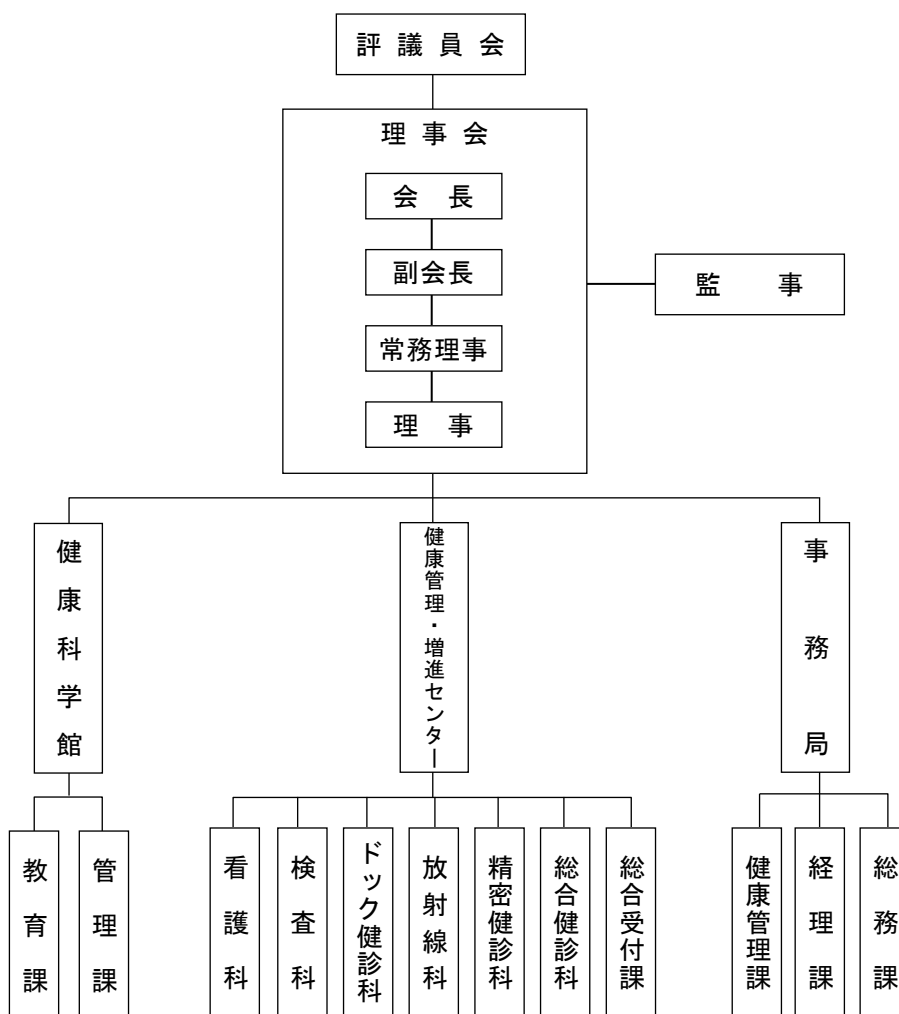 評議員会
理事会
会長
副会長
常務理事
理事
監事
健康科学館
健康管理・増進センター
事務局
教育課
管理課
看護科
検査科
ドック健診科
放射線科
精密健診科
総合健診科
総合受付課
健康管理課
経理課
総務課